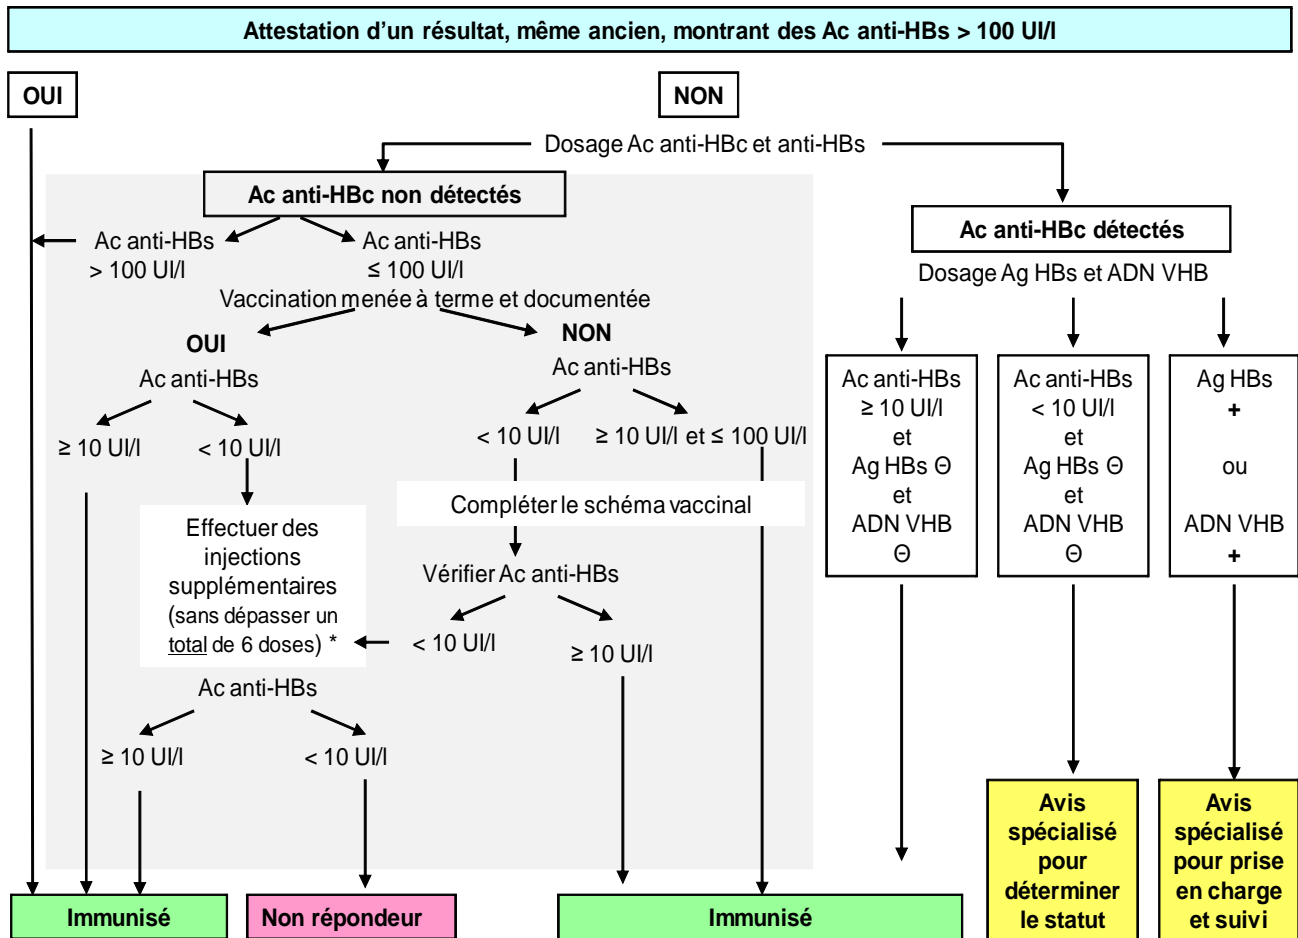 Attestation d’un résultat, même ancien, montrant des Ac anti-HBs > 100 UI/l
OUI
NON
Dosage Ac anti-HBc et anti-HBs
Ac anti-HBc non détectés
Ac anti-HBs
> 100 UI/l
Ac anti-HBs
≤ 100 UI/l
Vaccination menée à terme et documentée
OUI
Ac anti-HBs
≥ 10 UI/l
< 10 UI/l
NON
Ac anti-HBs
< 10 UI/l
≥ 10 UI/l et ≤ 100 UI/l
Effectuer des
injections
supplémentaires
(sans dépasser un
total de 6 doses) *
Compléter le schéma vaccinal
Vérifier Ac anti-HBs
< 10 UI/l
≥ 10 UI/l
Ac anti-HBs
≥ 10 UI/l
< 10 UI/l
Ac anti-HBc détectés
Dosage Ag HBs et ADN VHB
Ac anti-HBs
≥ 10 UI/l
et
Ag HBs Θ
et
ADN VHB
Θ
Ac anti-HBs
< 10 UI/l
et
Ag HBs Θ
et
ADN VHB
Θ
Ag HBs
+
ou
ADN VHB
+
Immunisé
Non répondeur
Immunisé
Avis
spécialisé
pour
déterminer
le statut
Avis
spécialisé
pour prise
en charge
et suivi